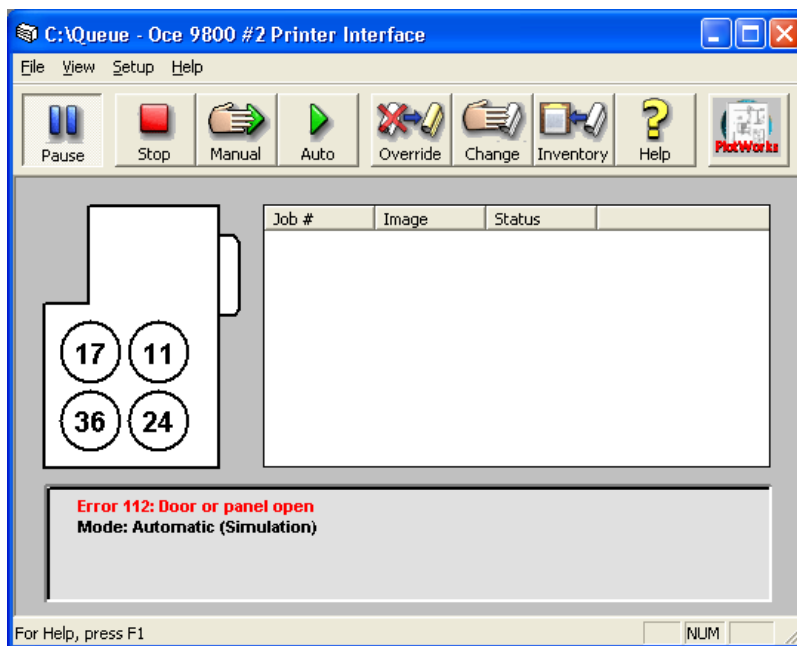 C:\Queue - Oce 9800 #2 Printer Interface
File View Setup Help
Pause Stop Manual Auto Override Change Inventory Help PlotWorks
Job # Image Status
17 11
36 24
Error 112: Door or panel open
Mode: Automatic (Simulation)
For Help, press F1 NUM